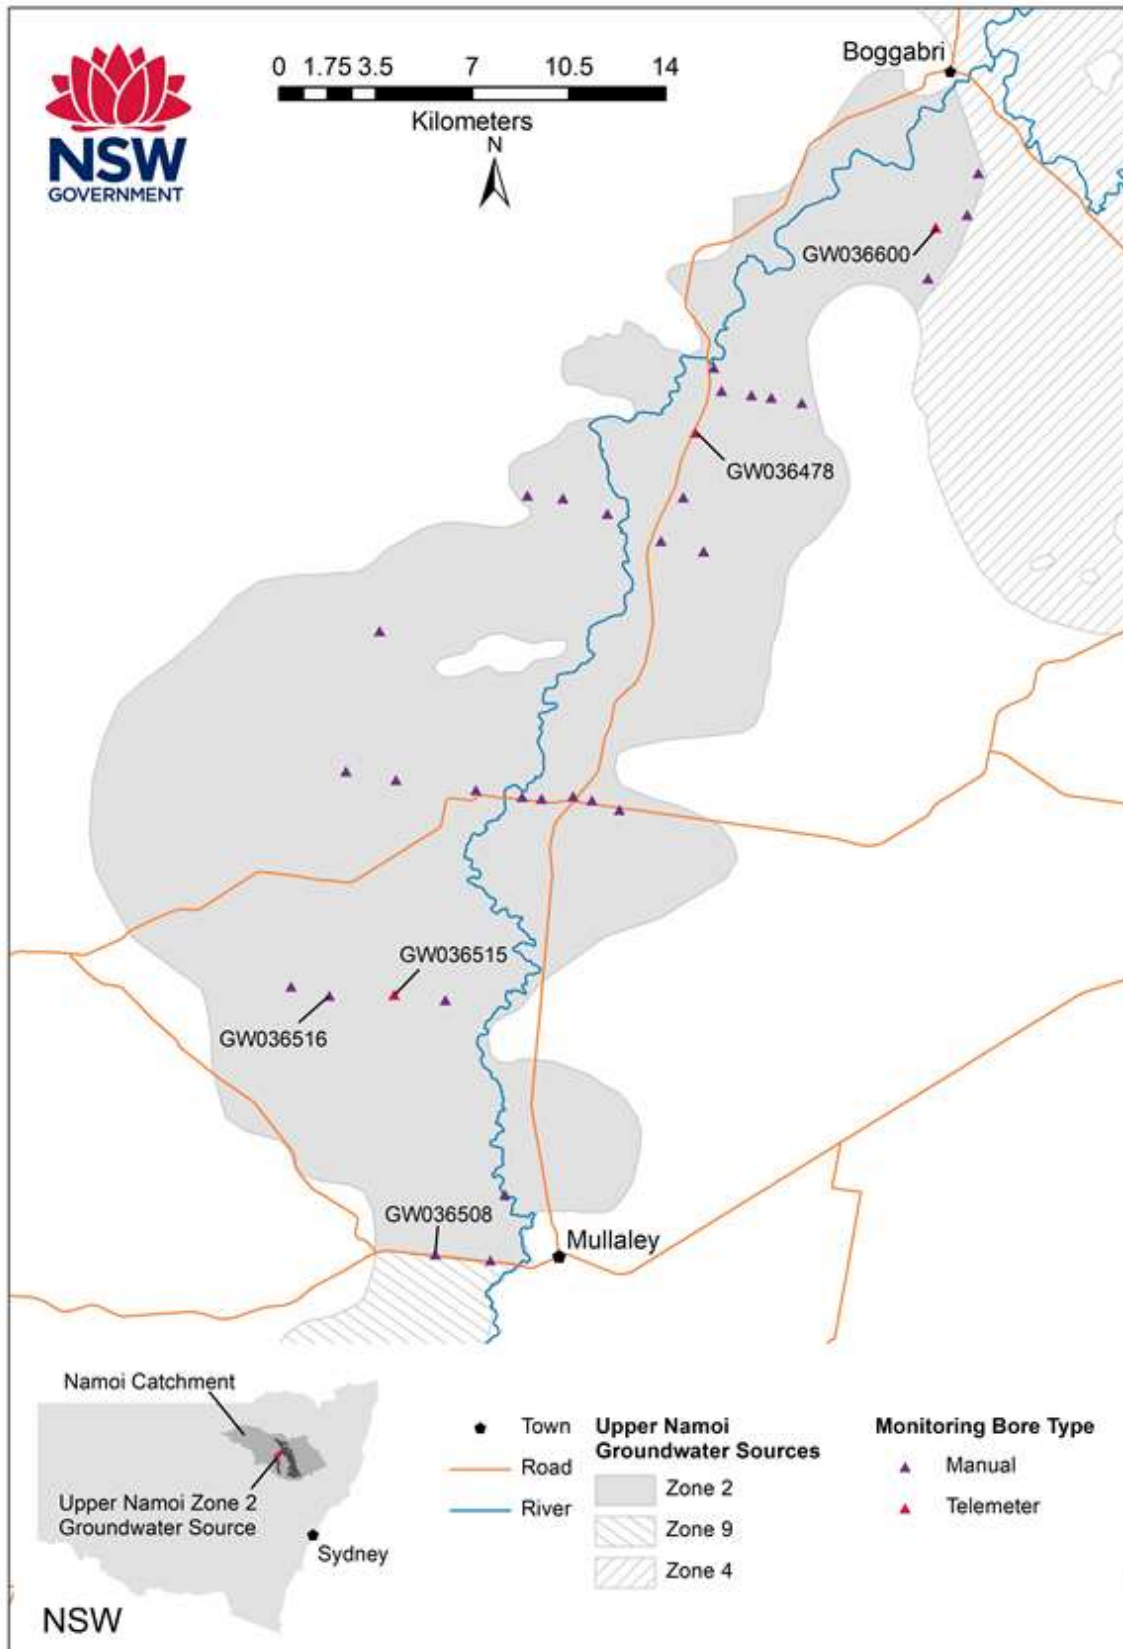 NSW
GOVERNMENT
0 1.75 3.5 7 10.5 14
Kilometers
N
Boggabri
GW036600
GW036478
GW036515
GW036516
GW036508
Mullaley
Namoi Catchment
Upper Namoi Zone 2
Groundwater Source
Sydney
NSW
Town
Road
River
Upper Namoi
Groundwater Sources
Zone 2
Zone 9
Zone 4
Monitoring Bore Type
Manual
Telemeter